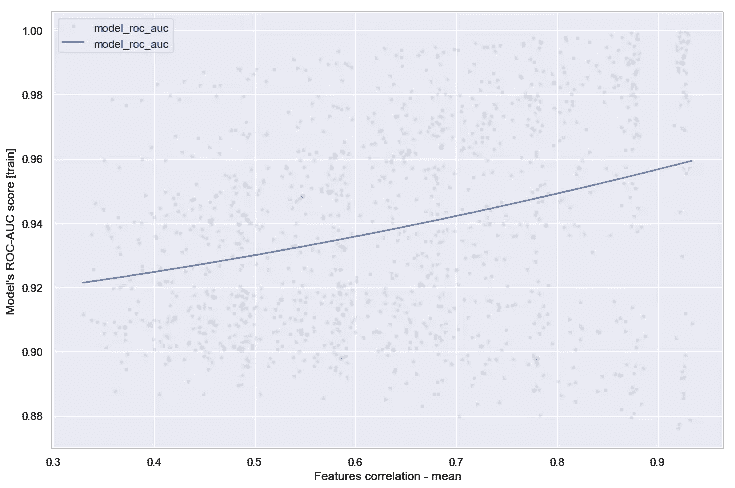 model_roc_auc
model_roc_auc
1.00
0.98
0.96
0.94
0.92
0.90
0.88
Model's ROC-AUC score [train]
0.3 0.4 0.5 0.6 0.7 0.8 0.9
Features correlation - mean